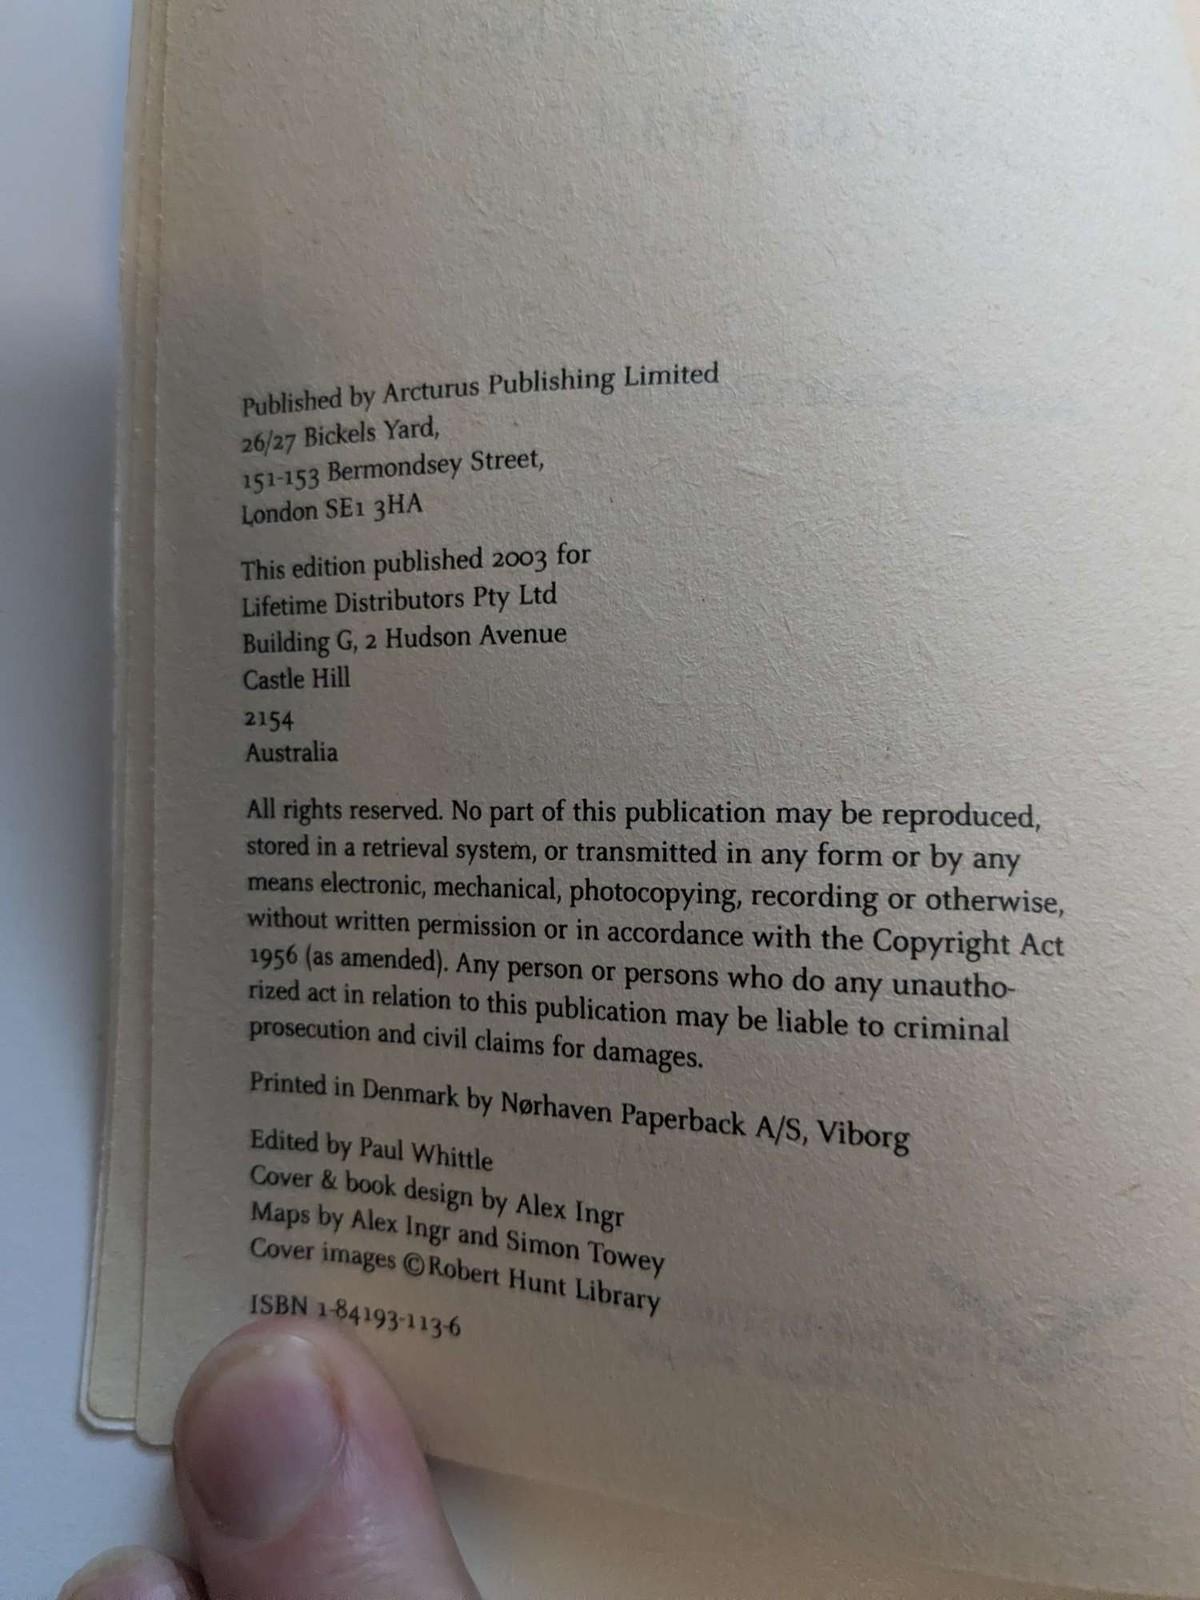 Published by Arcturus Publishing Limited
26/27 Bickels Yard,
151-153 Bermondsey Street,
London SE1 3HA
This edition published 2003 for
Lifetime Distributors Pty Ltd
Building G, 2 Hudson Avenue
Castle Hill
2154
Australia
All rights reserved. No part of this publication may be reproduced,
stored in a retrieval system, or transmitted in any form or by any
means electronic, mechanical, photocopying, recording or otherwise,
without written permission or in accordance with the Copyright Act
1956 (as amended). Any person or persons who do any unautho-
rized act in relation to this publication may be liable to criminal
prosecution and civil claims for damages.
Printed in Denmark by Nørhaven Paperback A/S, Viborg
Edited by Paul Whittle
Cover & book design by Alex Ingr
Maps by Alex Ingr and Simon Towey
Cover images ©Robert Hunt Library
ISBN 1-84193-113-6